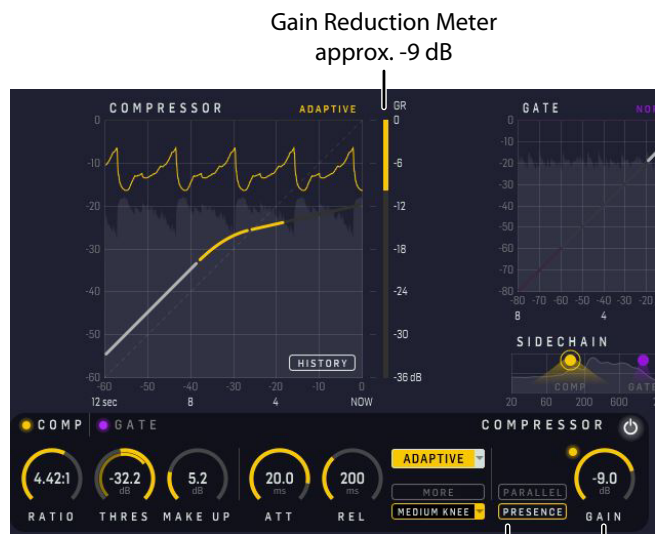 Gain Reduction Meter
approx. -9 dB
COMPRESSOR
ADAPTIVE
GR
GATE
0
0
0
-10
-6
-10
-20
-12
-20
-30
-30
-18
-40
-50
-40
-24
-60
-70
-50
-30
-80
-80 -70 -60 -50 -40 -30 -20
8 4
HISTORY
SIDECHAIN
-60
-50 -40 -30 -20 -10 0
-36 dB
12 sec 8 4 NOW
COMP GATE
20 60 200 600
COMP GATE
COMPRESSOR
4.42:1
-32.2
dB
5.2
dB
20.0
ms
200
ms
ADAPTIVE
MORE
MEDIUM KNEE
PARALLEL
PRESENCE
-9.0
dB
RATIO THRES MAKE UP ATT REL GAIN